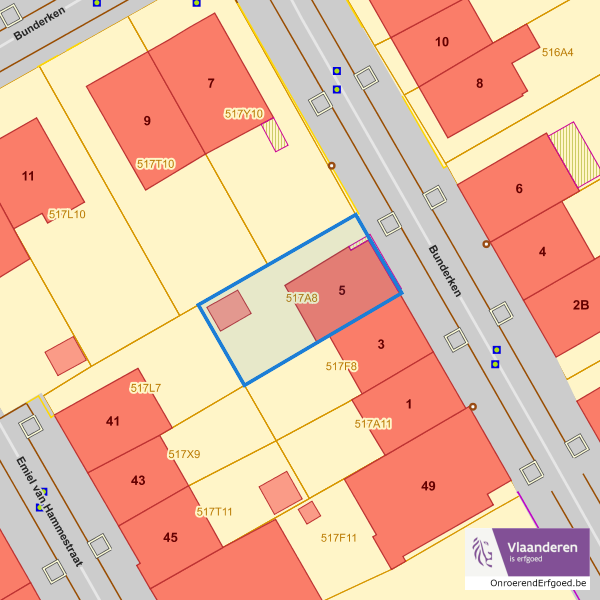 Bunderken
10
516A4
7
8
9
517Y10
517T10
11
6
517L10
4
Bunderken
5
517A8
2B
3
517F8
517L7
1
41
517A11
517X9
43
49
Emiel van Hammestraat
517T11
45
517F11
Vlaanderen
is erfgoed
OnroerendErfgoed.be